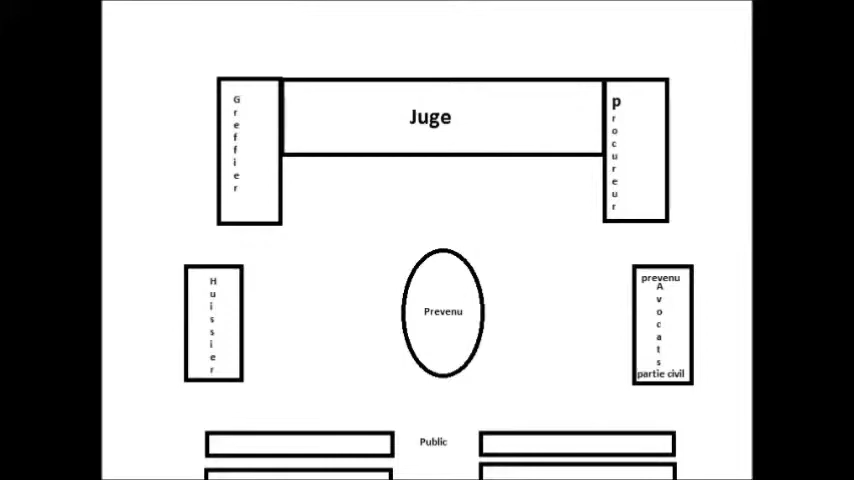 Greffier
Juge
procureur
Huissier
Prevenu
prevenu
Avocats
partie civil
Public